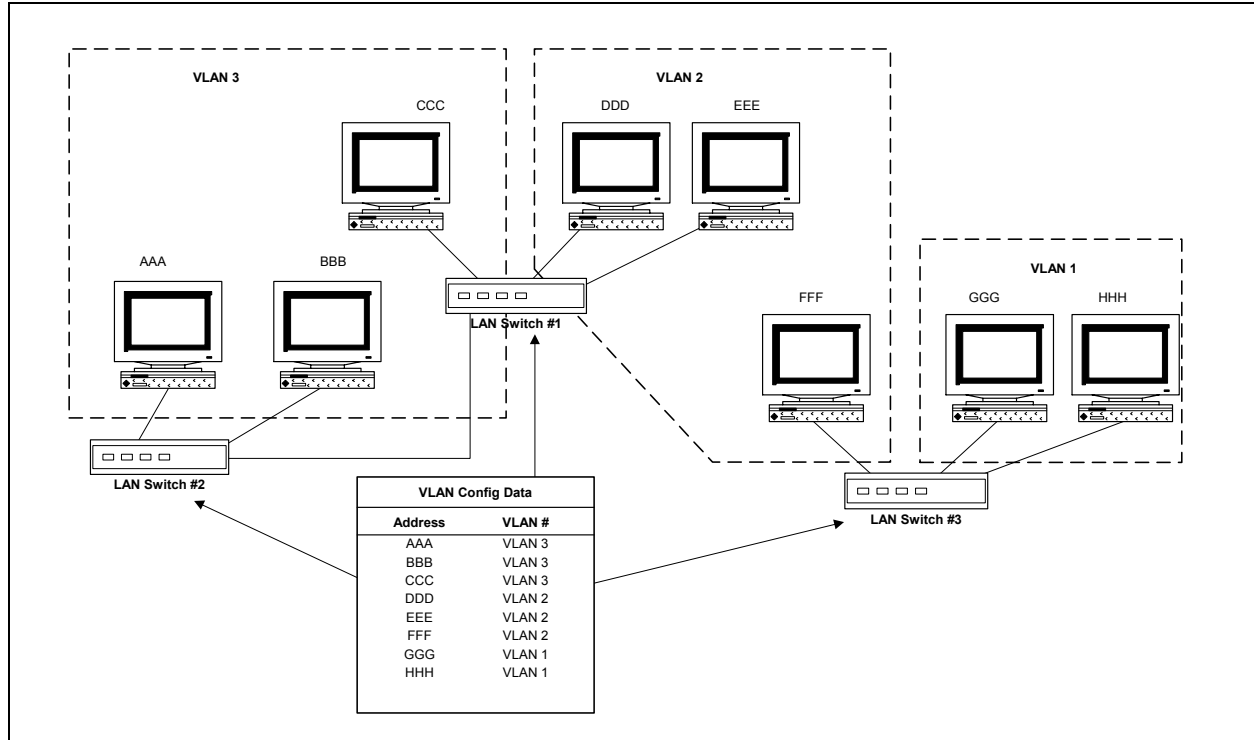 VLAN 3
VLAN 2
CCC
DDD
EEE
AAA
BBB
VLAN 1
FFF
GGG
HHH
LAN Switch #1
LAN Switch #2
LAN Switch #3
VLAN Config Data
Address VLAN #
AAA VLAN 3
BBB VLAN 3
CCC VLAN 3
DDD VLAN 2
EEE VLAN 2
FFF VLAN 2
GGG VLAN 1
HHH VLAN 1